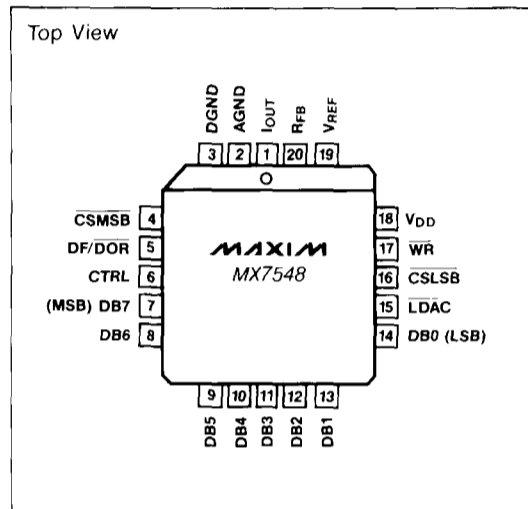 Top View
DGND AGND IOUT RFB VREF
3 2 1 20 19
CSMSB 4
DF/DOR 5
CTRL 6
(MSB) DB7 7
DB6 8
MAXIM
MX7548
18 VDD
17 WR
16 CSLSB
15 LDAC
14 DB0 (LSB)
9 10 11 12 13
DB5 DB4 DB3 DB2 DB1